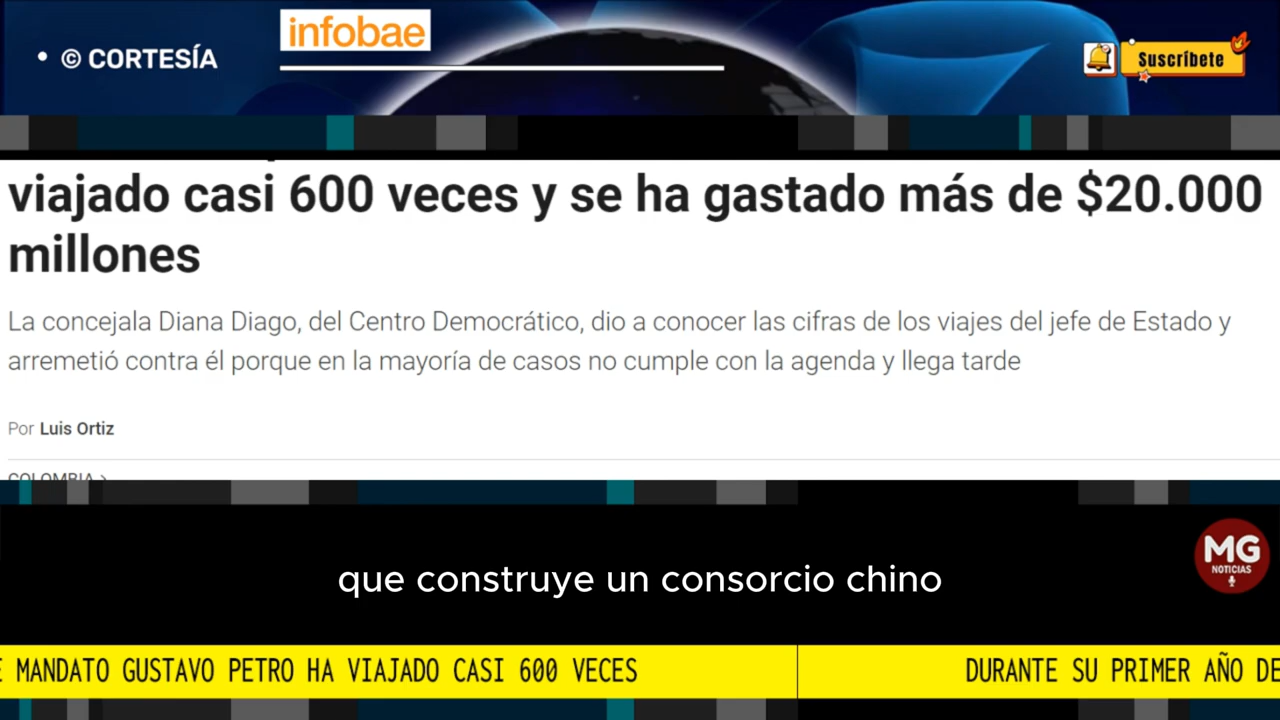 infobae
• © CORTESÍA
Suscríbete
viajado casi 600 veces y se ha gastado más de $20.000
millones
La concejala Diana Diago, del Centro Democrático, dio a conocer las cifras de los viajes del jefe de Estado y
arremetió contra él porque en la mayoría de casos no cumple con la agenda y llega tarde
Por Luis Ortiz
COLOMBIA >
MG
NOTICIAS
que construye un consorcio chino
MANDATO GUSTAVO PETRO HA VIAJADO CASI 600 VECES
DURANTE SU PRIMER AÑO DE